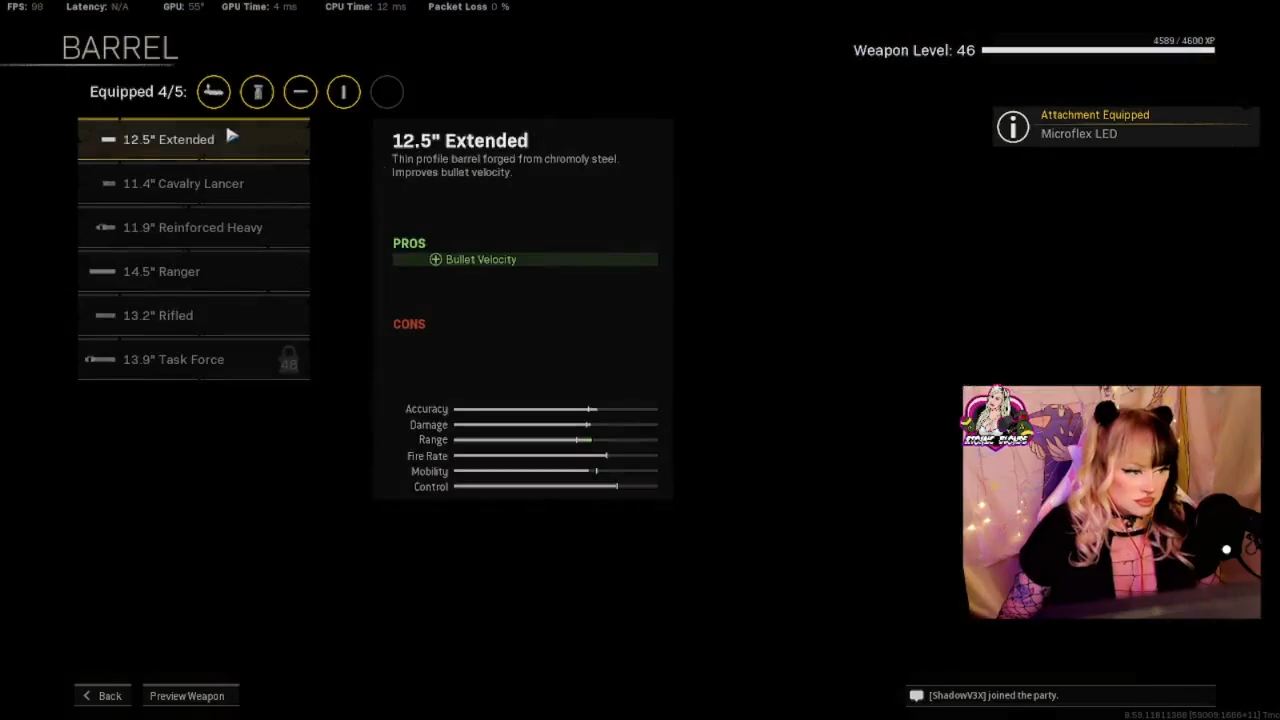 FPS: 98 Latency: N/A GPU: 55° GPU Time: 4 ms CPU Time: 12 ms Packet Loss 0 %
BARREL
Weapon Level: 46
4589 / 4600 XP
Equipped 4/5:
Attachment Equipped
Microflex LED
12.5" Extended
11.4" Cavalry Lancer
11.9" Reinforced Heavy
14.5" Ranger
13.2" Rifled
13.9" Task Force
48
12.5" Extended
Thin profile barrel forged from chromoly steel.
Improves bullet velocity.
PROS
Bullet Velocity
CONS
Accuracy
Damage
Range
Fire Rate
Mobility
Control
Back
Preview Weapon
[ShadowV3X] joined the party.